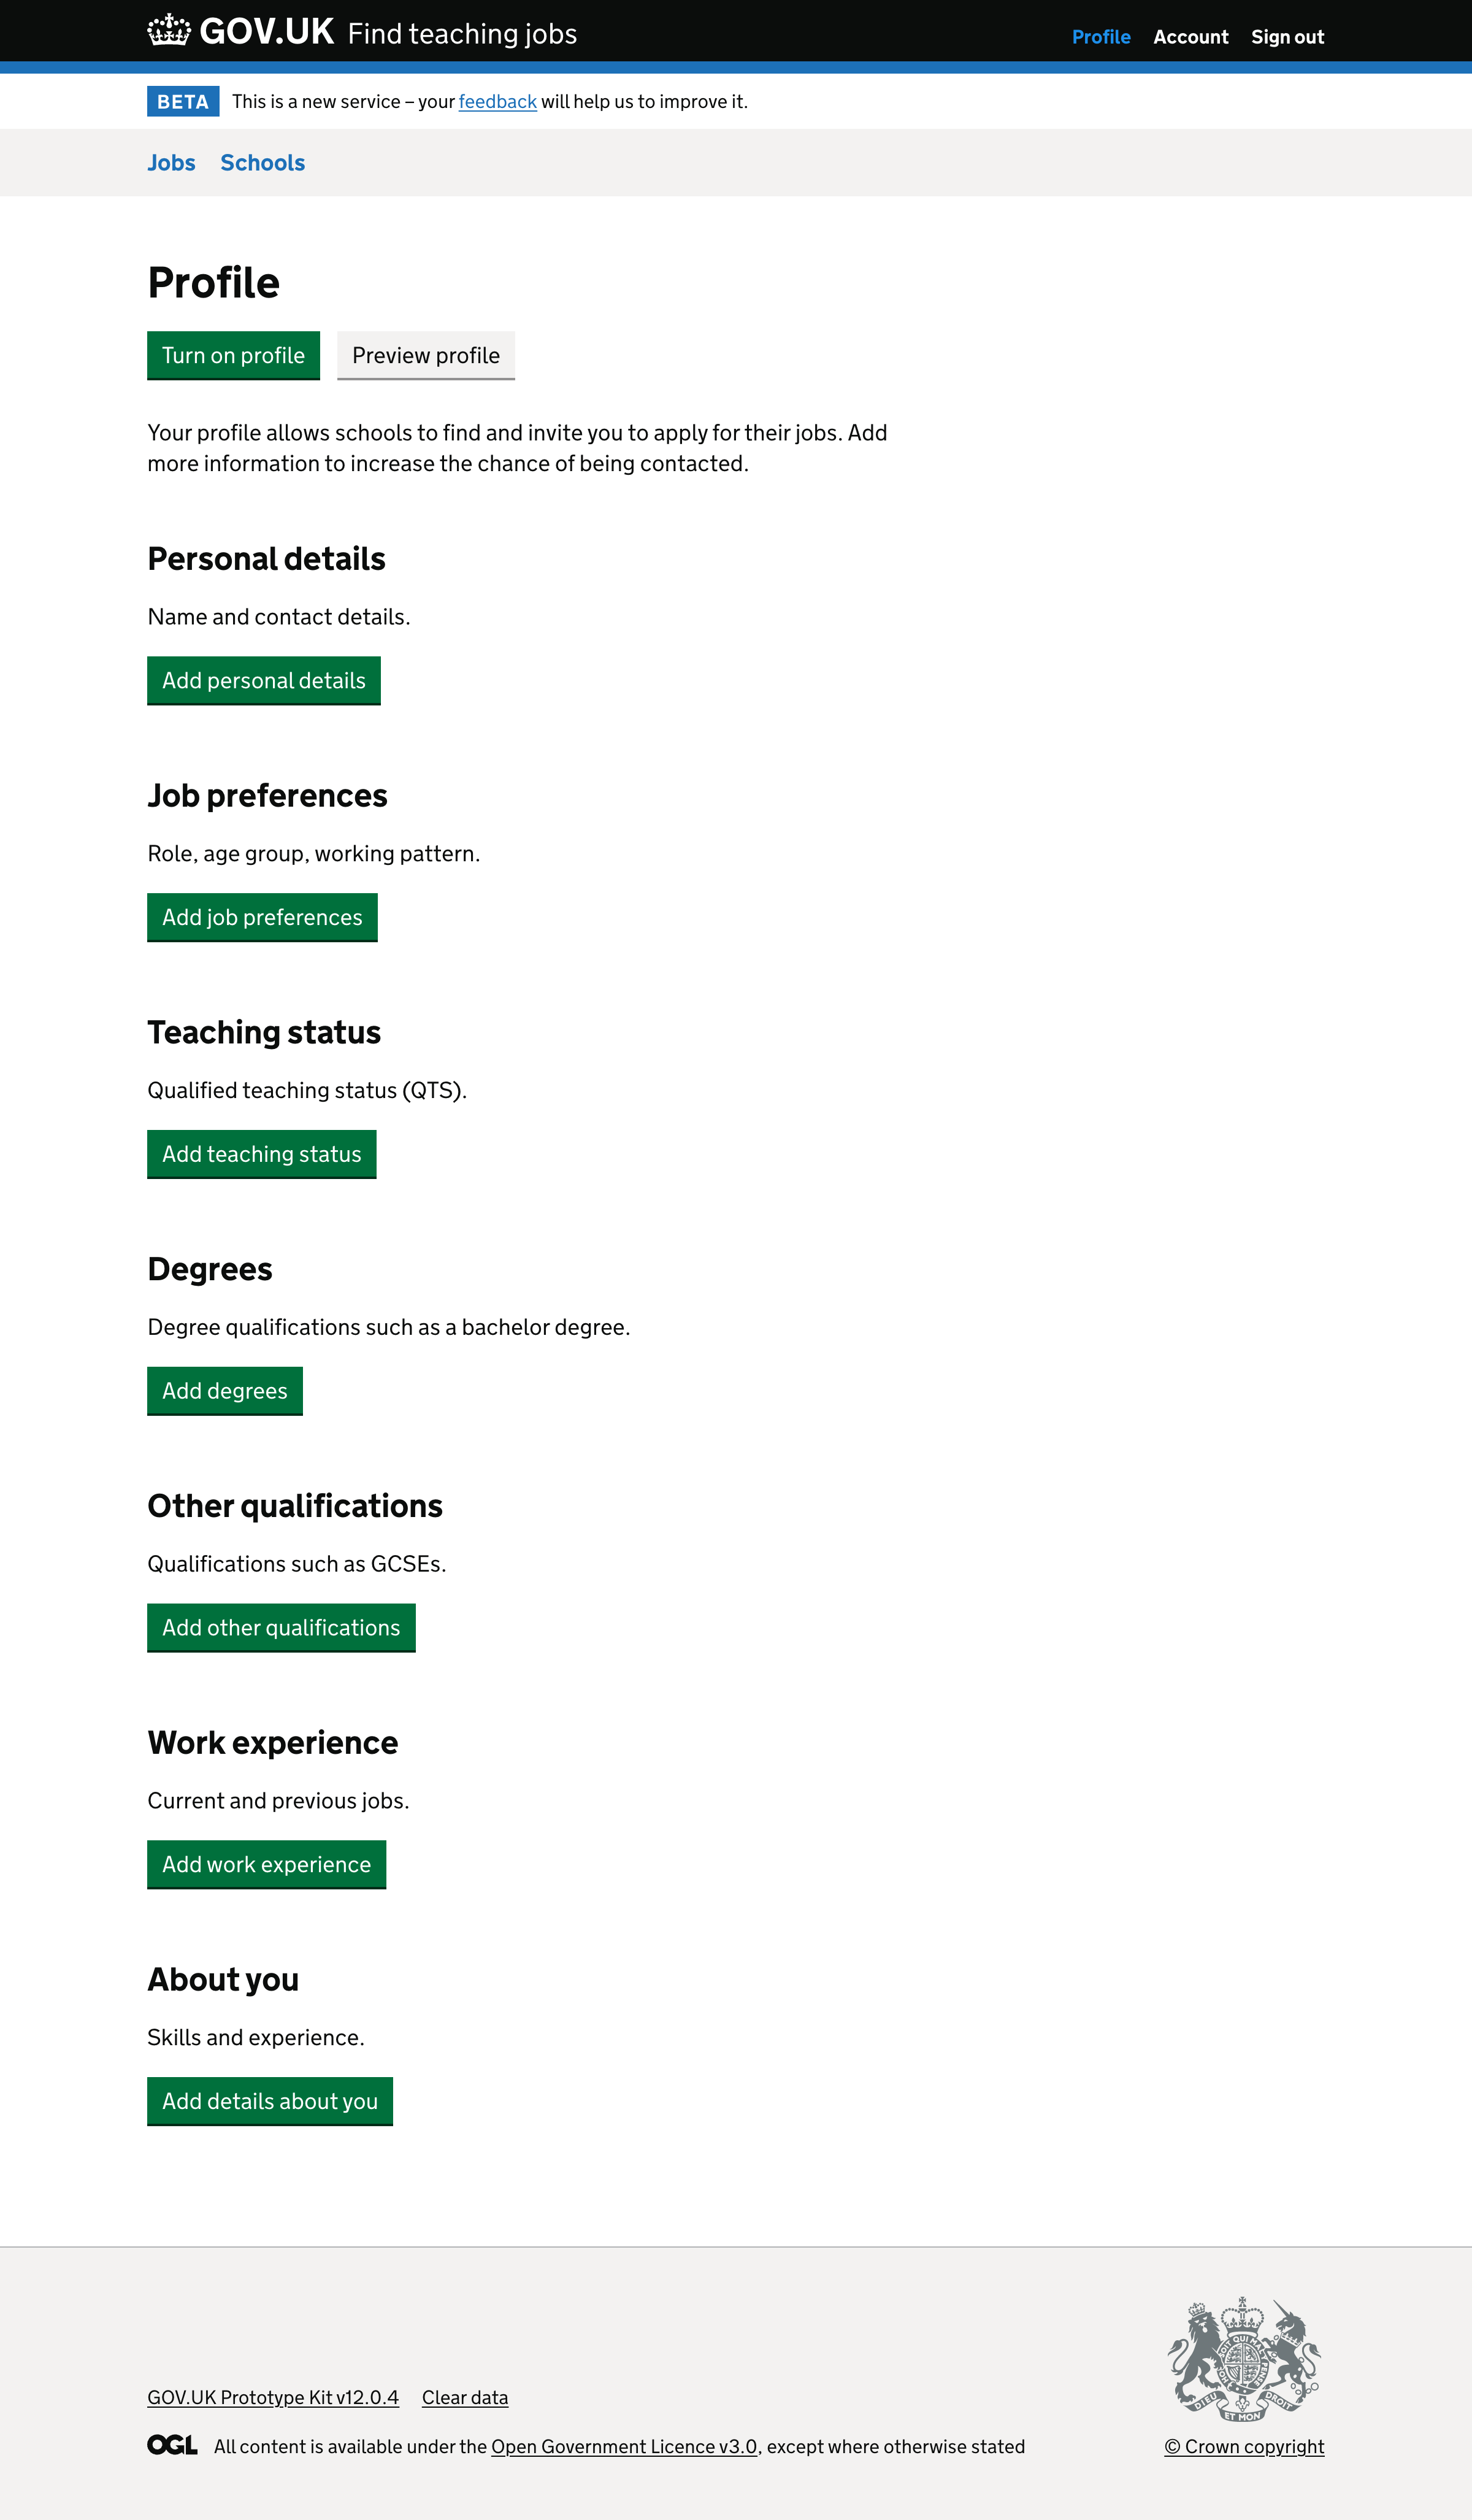 GOV.UK Find teaching jobs
Profile Account Sign out
BETA This is a new service – your feedback will help us to improve it.
Jobs Schools
Profile
Turn on profile Preview profile
Your profile allows schools to find and invite you to apply for their jobs. Add
more information to increase the chance of being contacted.
Personal details
Name and contact details.
Add personal details
Job preferences
Role, age group, working pattern.
Add job preferences
Teaching status
Qualified teaching status (QTS).
Add teaching status
Degrees
Degree qualifications such as a bachelor degree.
Add degrees
Other qualifications
Qualifications such as GCSEs.
Add other qualifications
Work experience
Current and previous jobs.
Add work experience
About you
Skills and experience.
Add details about you
DIEU ET MON DROIT
GOV.UK Prototype Kit v12.0.4 Clear data
OGL All content is available under the Open Government Licence v3.0, except where otherwise stated
© Crown copyright